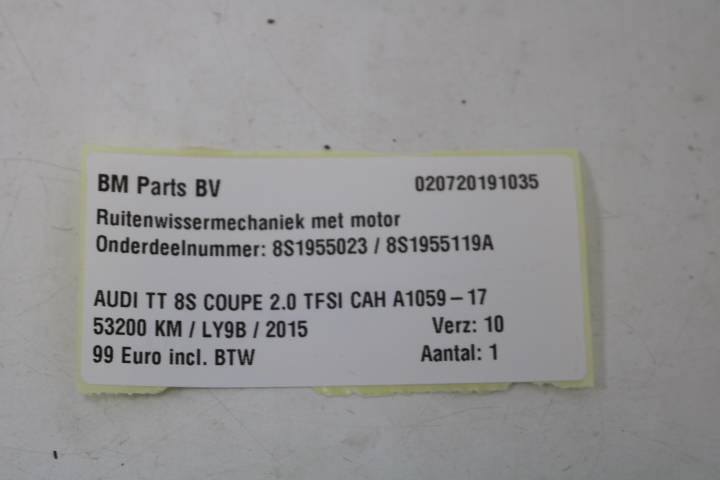 BM Parts BV 020720191035
Ruitenwissermechaniek met motor
Onderdeelnummer: 8S1955023 / 8S1955119A
AUDI TT 8S COUPE 2.0 TFSI CAH A1059 – 17
53200 KM / LY9B / 2015 Verz: 10
99 Euro incl. BTW Aantal: 1